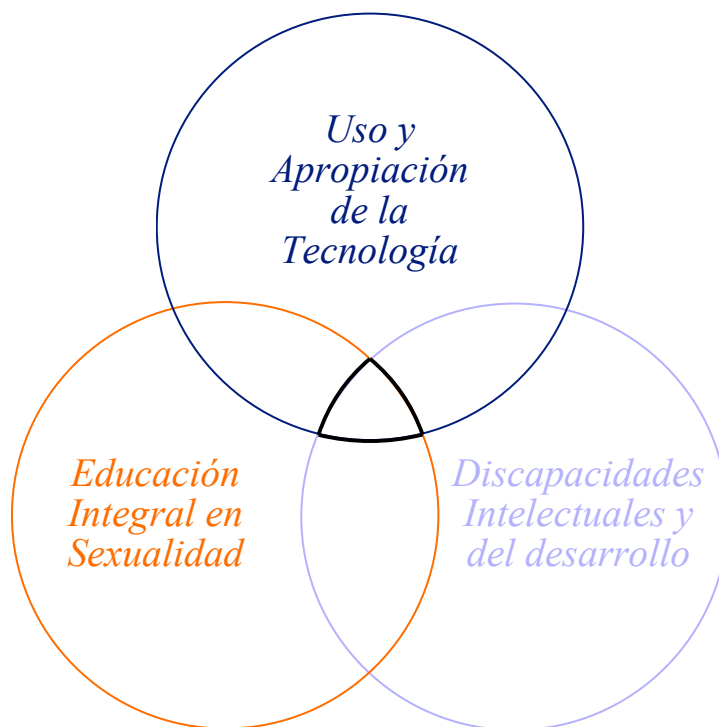 Uso y
Apropiación
de la
Tecnología
Educación
Integral en
Sexualidad
Discapacidades
Intelectuales y
del desarrollo